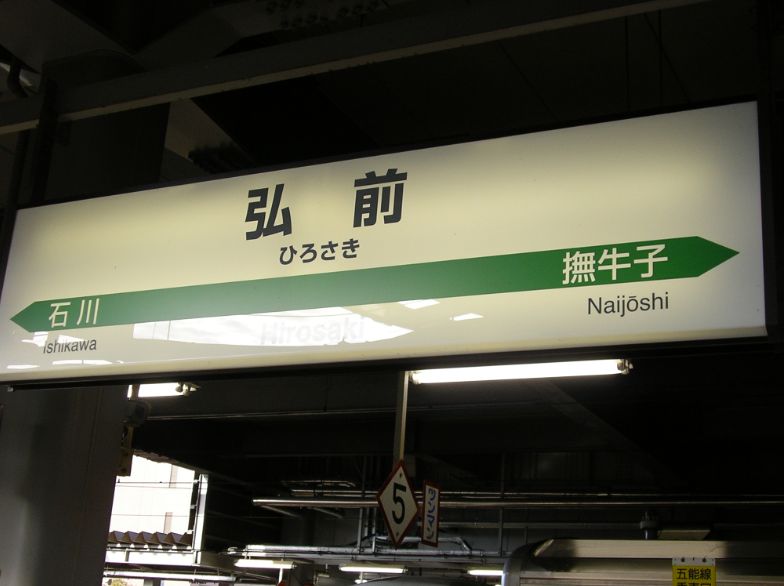 弘前
ひろさき
石川
撫牛子
Ishikawa
Hirosaki
Naijōshi
5
ワンマン
五能線